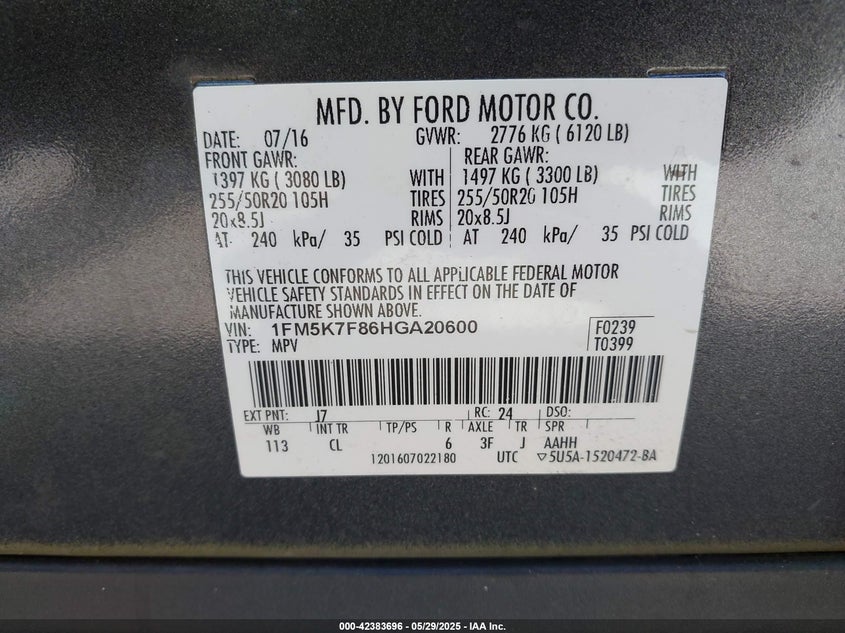 MFD. BY FORD MOTOR CO.
DATE: 07/16 GVWR: 2776 KG ( 6120 LB)
FRONT GAWR: REAR GAWR:
1397 KG ( 3080 LB) WITH 1497 KG ( 3300 LB) WITH
255/50R20 105H TIRES 255/50R20 105H TIRES
20x8.5J RIMS 20x8.5J RIMS
AT 240 kPa/ 35 PSI COLD AT 240 kPa/ 35 PSI COLD
THIS VEHICLE CONFORMS TO ALL APPLICABLE FEDERAL MOTOR
VEHICLE SAFETY STANDARDS IN EFFECT ON THE DATE OF
MANUFACTURE SHOWN ABOVE.
VIN: 1FM5K7F86HGA20600 F0239
TYPE: MPV T0399
EXT PNT: J7 RC: 24 DSO:
WB INT TR TP/PS R AXLE TR SPR
113 CL 6 3F J AAHH
1201607022180 UTC ▽5U5A-1520472-BA
000-42383696 - 05/29/2025 - IAA Inc.